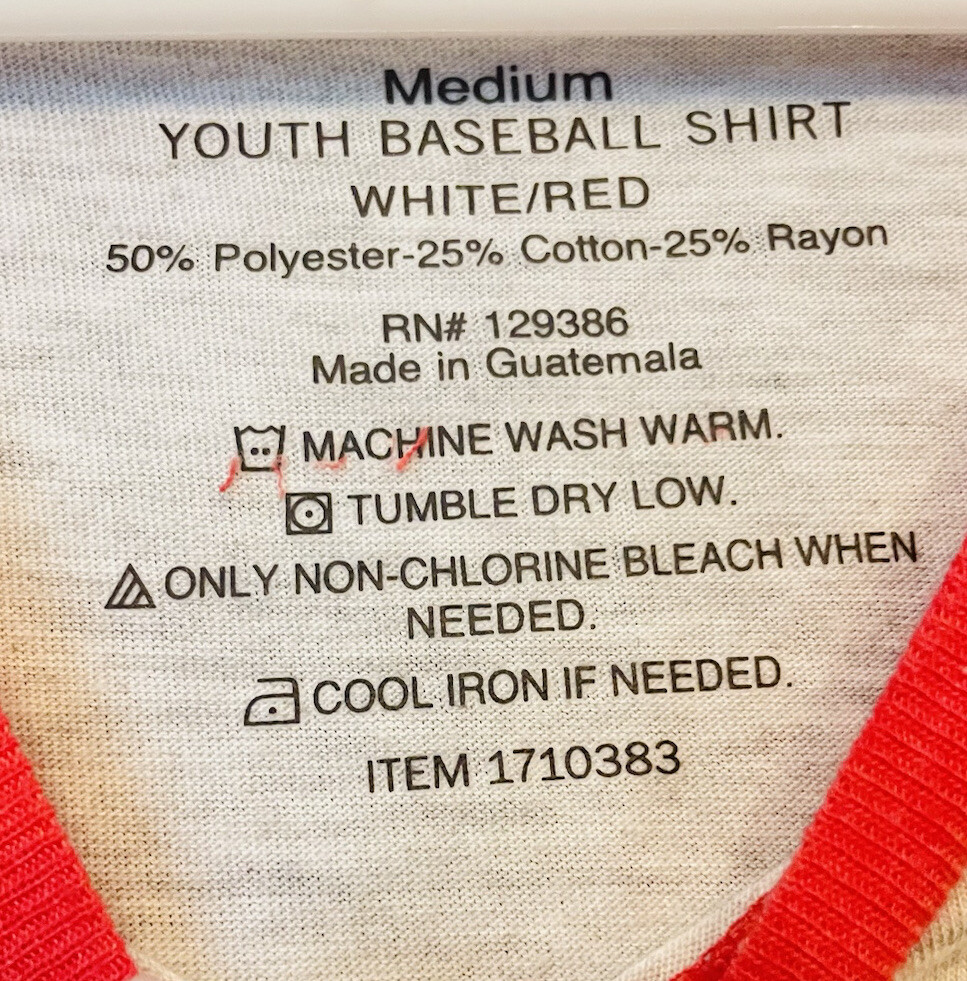 Medium
YOUTH BASEBALL SHIRT
WHITE/RED
50% Polyester-25% Cotton-25% Rayon
RN# 129386
Made in Guatemala
MACHINE WASH WARM.
TUMBLE DRY LOW.
ONLY NON-CHLORINE BLEACH WHEN
NEEDED.
COOL IRON IF NEEDED.
ITEM 1710383